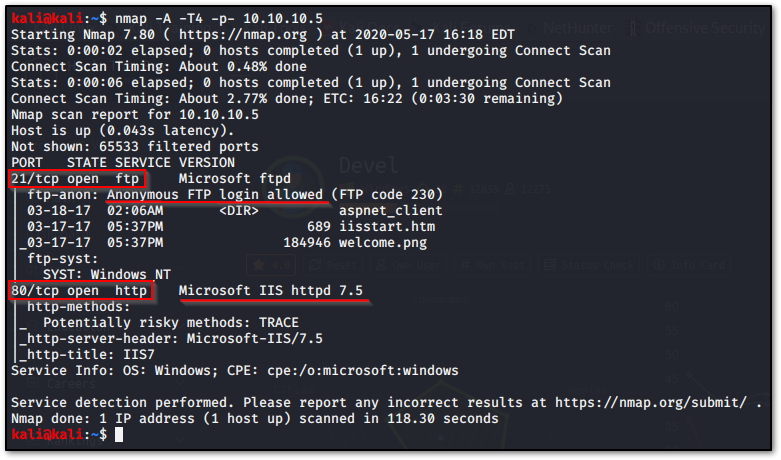 kali@kali:~$ nmap -A -T4 -p- 10.10.10.5
Starting Nmap 7.80 ( https://nmap.org ) at 2020-05-17 16:18 EDT
Stats: 0:00:02 elapsed; 0 hosts completed (1 up), 1 undergoing Connect Scan
Connect Scan Timing: About 0.48% done
Stats: 0:00:06 elapsed; 0 hosts completed (1 up), 1 undergoing Connect Scan
Connect Scan Timing: About 2.77% done; ETC: 16:22 (0:03:30 remaining)
Nmap scan report for 10.10.10.5
Host is up (0.043s latency).
Not shown: 65533 filtered ports
PORT   STATE SERVICE VERSION
21/tcp open  ftp     Microsoft ftpd
| ftp-anon: Anonymous FTP login allowed (FTP code 230)
| 03-18-17  02:06AM       <DIR>          aspnet_client
| 03-17-17  05:37PM                  689 iisstart.htm
|_03-17-17  05:37PM               184946 welcome.png
| ftp-syst:
|   SYST: Windows_NT
80/tcp open  http    Microsoft IIS httpd 7.5
| http-methods:
|_  Potentially risky methods: TRACE
|_http-server-header: Microsoft-IIS/7.5
|_http-title: IIS7
Service Info: OS: Windows; CPE: cpe:/o:microsoft:windows
Service detection performed. Please report any incorrect results at https://nmap.org/submit/ .
Nmap done: 1 IP address (1 host up) scanned in 118.30 seconds
kali@kali:~$
NetHunter
Offensive Security
Devel
Careers